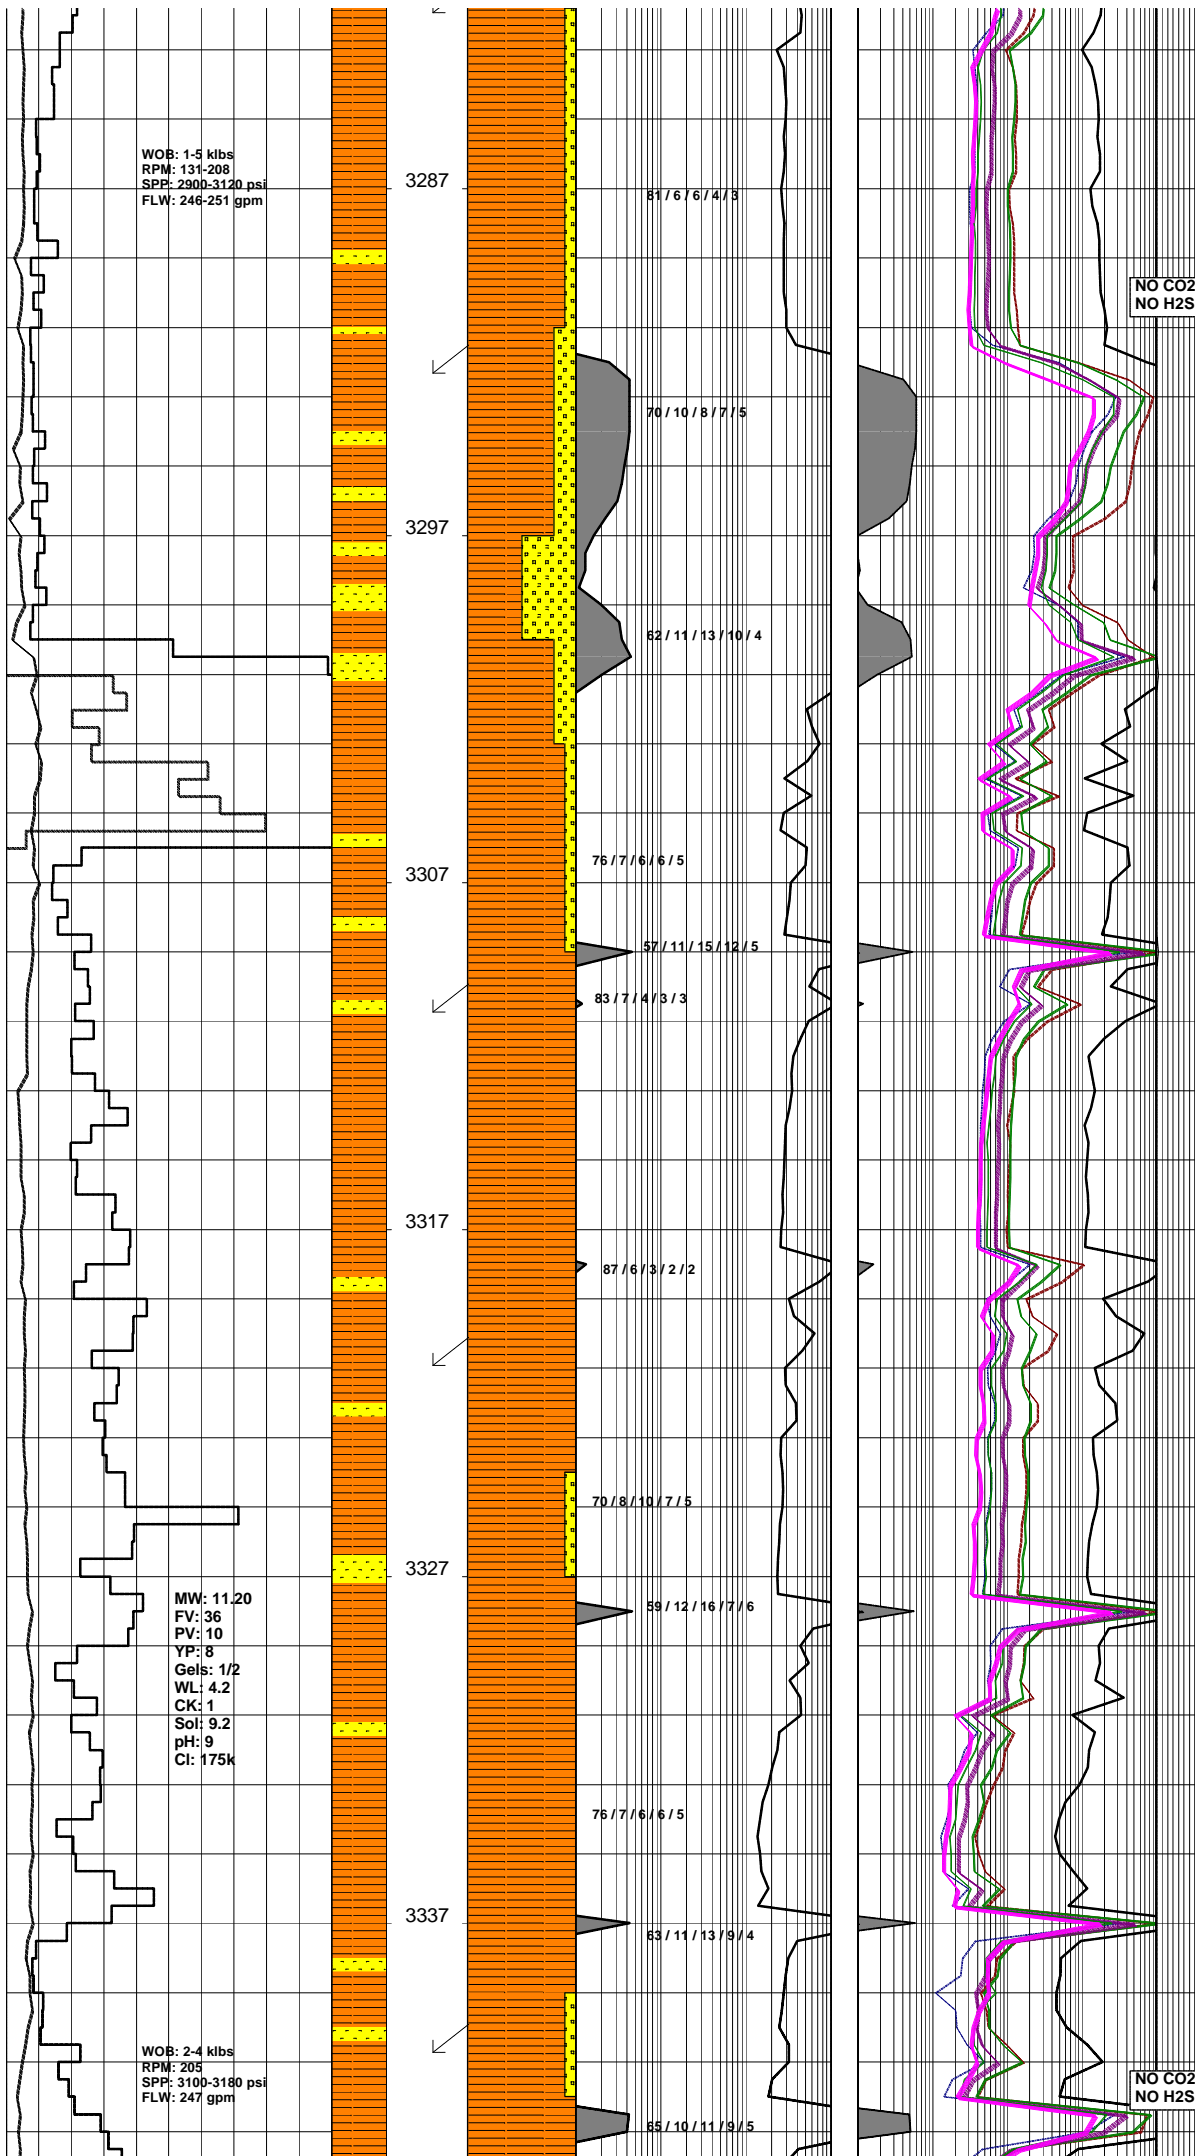 WOB: 1-5 klbs
RPM: 131-208
SPP: 2900-3120 psi
FLW: 246-251 gpm
3287
81 / 6 / 6 / 4 / 3
NO CO2
NO H2S
70 / 10 / 8 / 7 / 5
3297
62 / 11 / 13 / 10 / 4
76 / 7 / 6 / 6 / 5
3307
57 / 11 / 15 / 12 / 5
83 / 7 / 4 / 3 / 3
3317
87 / 6 / 3 / 2 / 2
70 / 8 / 10 / 7 / 5
3327
MW: 11.20
FV: 36
PV: 10
YP: 8
Gels: 1/2
WL: 4.2
CK: 1
Sol: 9.2
pH: 9
Cl: 175k
59 / 12 / 16 / 7 / 6
76 / 7 / 6 / 6 / 5
3337
63 / 11 / 13 / 9 / 4
WOB: 2-4 klbs
RPM: 205
SPP: 3100-3180 psi
FLW: 247 gpm
NO CO2
NO H2S
65 / 10 / 11 / 9 / 5